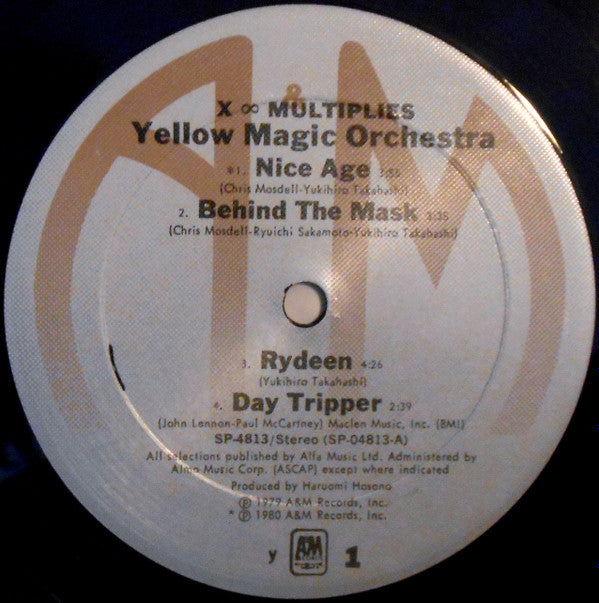 &
X ∞ MULTIPLIES
Yellow Magic Orchestra
*1. Nice Age 3:55
(Chris Mosdell-Yukihiro Takahashi)
2. Behind The Mask 3:35
(Chris Mosdell-Ryuichi Sakamoto-Yukihiro Takahashi)
3. Rydeen 4:26
(Yukihiro Takahashi)
4. Day Tripper 2:39
(John Lennon-Paul McCartney) Maclen Music, Inc. (BMI)
SP-4813/Stereo (SP-04813-A)
All selections published by Alfa Music Ltd. Administered by
Almo Music Corp. (ASCAP) except where indicated
Produced by Haruomi Hosono
℗ 1979 A&M Records, Inc.
* ℗ 1980 A&M Records, Inc.
y A&M RECORDS 1